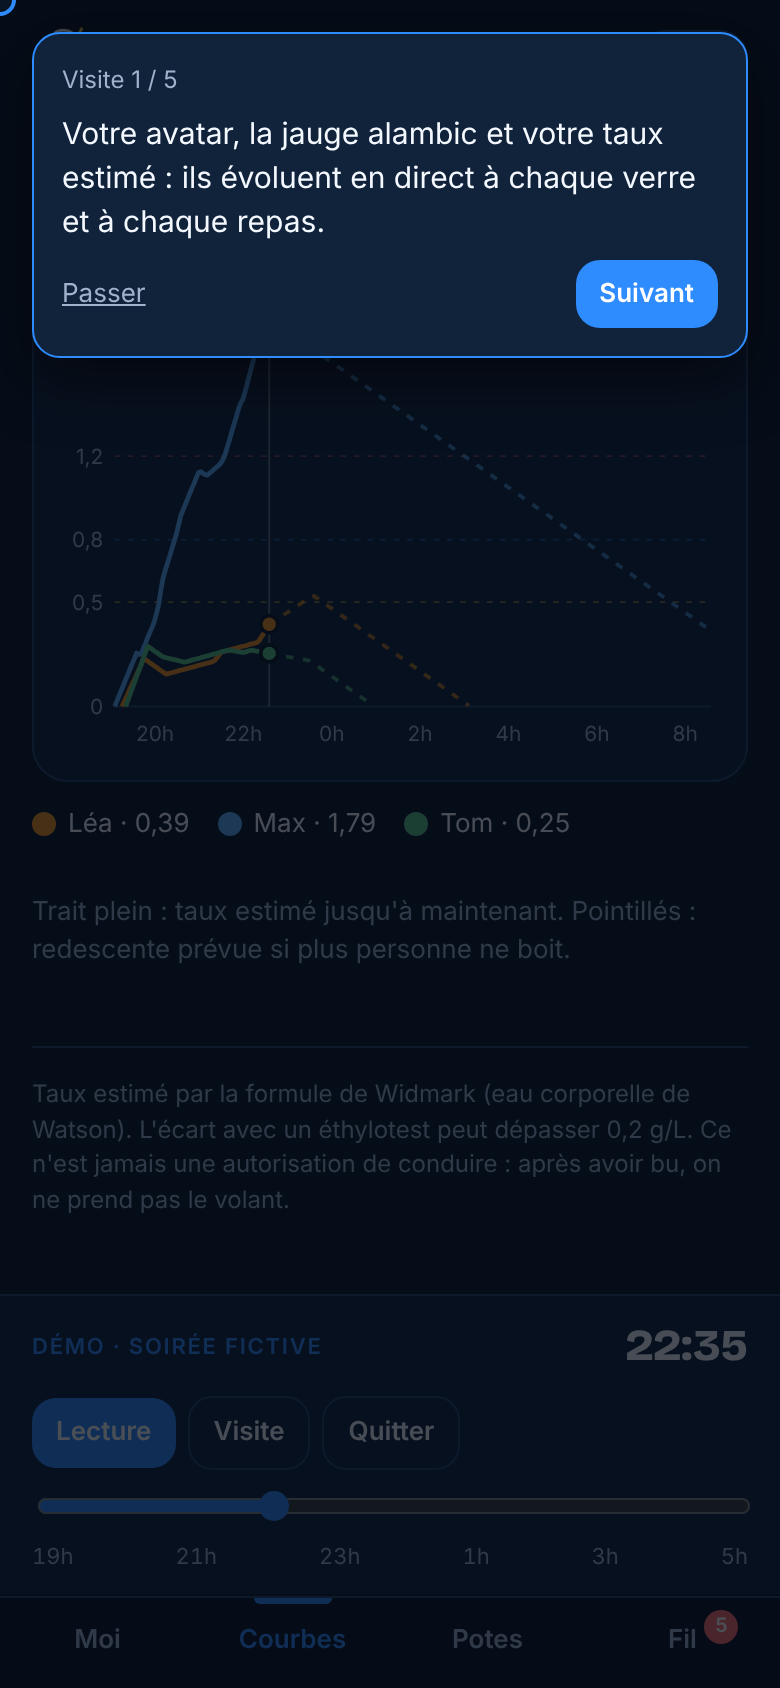 Visite 1 / 5
Votre avatar, la jauge alambic et votre taux
estimé : ils évoluent en direct à chaque verre
et à chaque repas.
Passer
Suivant
1,2
0,8
0,5
0
20h 22h 0h 2h 4h 6h 8h
Léa · 0,39 Max · 1,79 Tom · 0,25
Trait plein : taux estimé jusqu'à maintenant. Pointillés :
redescente prévue si plus personne ne boit.
Taux estimé par la formule de Widmark (eau corporelle de
Watson). L'écart avec un éthylotest peut dépasser 0,2 g/L. Ce
n'est jamais une autorisation de conduire : après avoir bu, on
ne prend pas le volant.
DÉMO · SOIRÉE FICTIVE
22:35
Lecture Visite Quitter
19h 21h 23h 1h 3h 5h
Moi Courbes Potes Fil 5